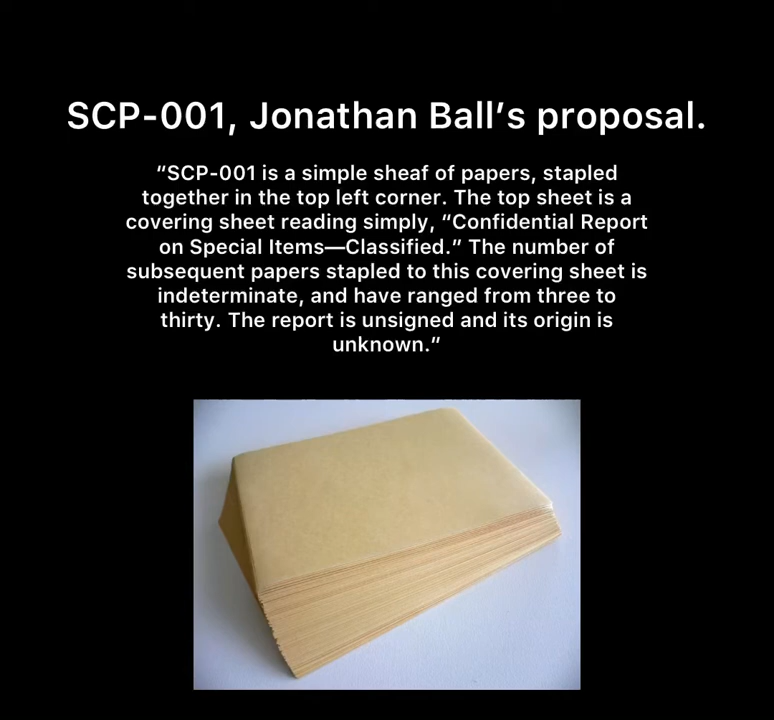 SCP-001, Jonathan Ball’s proposal.
“SCP-001 is a simple sheaf of papers, stapled
together in the top left corner. The top sheet is a
covering sheet reading simply, “Confidential Report
on Special Items—Classified.” The number of
subsequent papers stapled to this covering sheet is
indeterminate, and have ranged from three to
thirty. The report is unsigned and its origin is
unknown.”